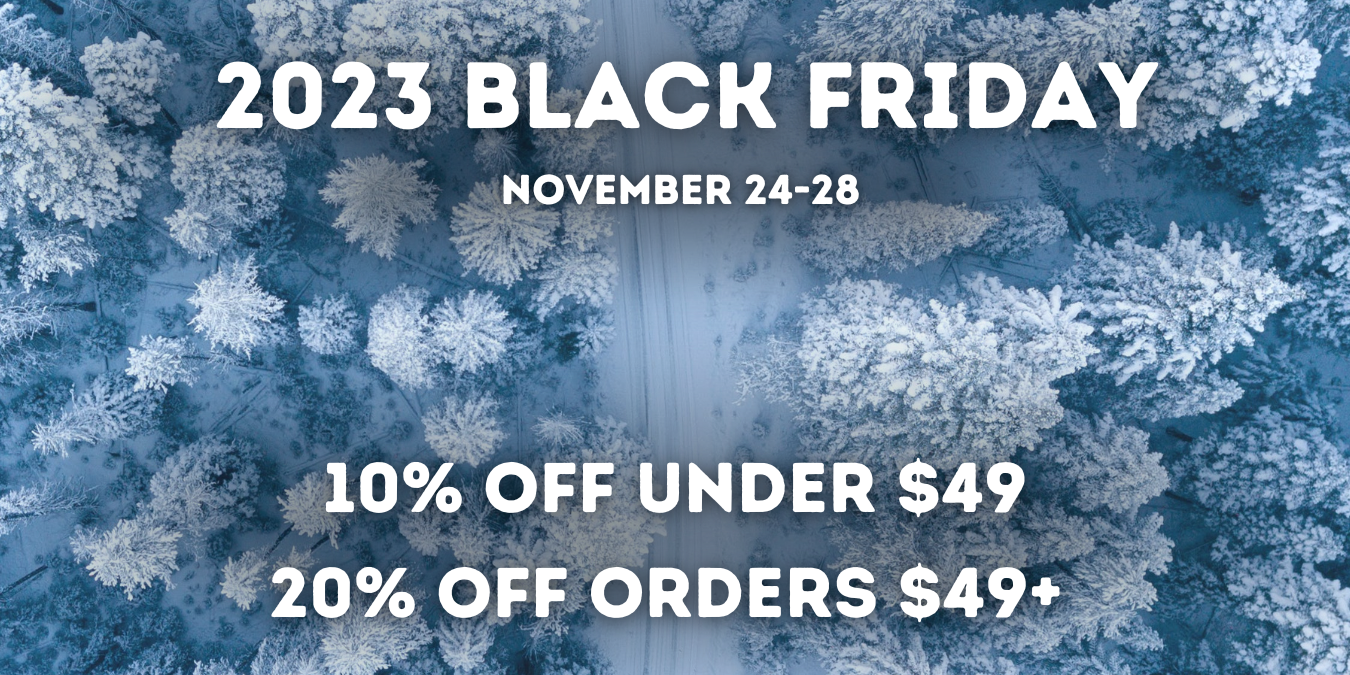 2023 BLACK FRIDAY
NOVEMBER 24-28
10% OFF UNDER $49
20% OFF ORDERS $49+